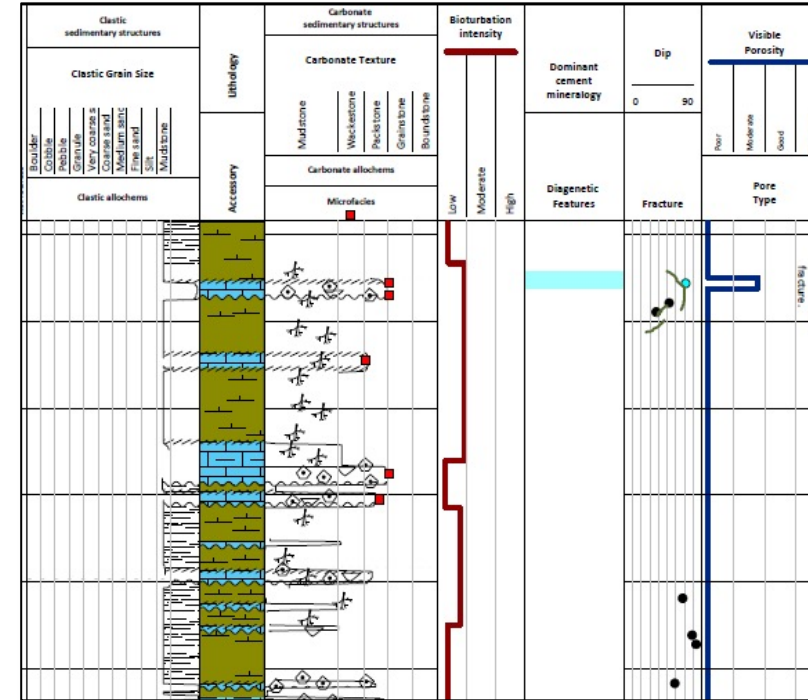 Clastic
sedimentary structures
Clastic Grain Size
Boulder
Cobble
Pebble
Granule
Very coarse s
Coarse sand
Medium sand
Fine sand
Silt
Mudstone
Clastic allochems
Lithology
Accessory
Carbonate
sedimentary structures
Carbonate Texture
Mudstone
Wackestone
Packstone
Grainstone
Boundstone
Carbonate allochems
Microfacies
Bioturbation
intensity
Low
Moderate
High
Dominant
cement
mineralogy
Diagenetic
Features
Dip
0 90
Fracture
Visible
Porosity
Poor
Moderate
Good
Pore
Type
fracture.